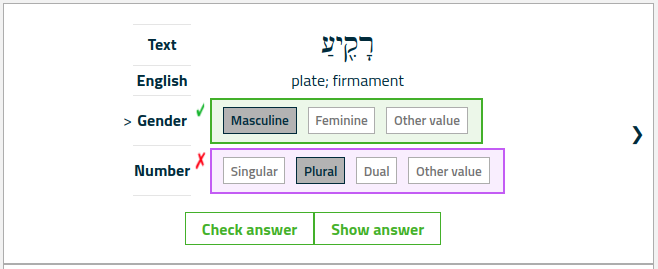 Text רָקִ֖יעַ
English plate; firmament
> Gender ✓ Masculine Feminine Other value
Number ✗ Singular Plural Dual Other value
❯
Check answer Show answer